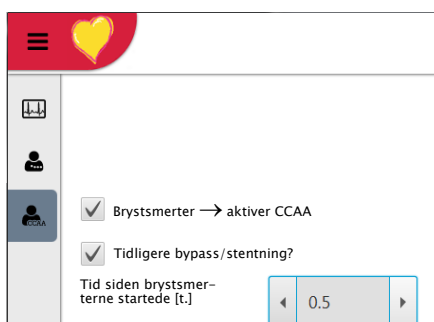 CCAA
Brystsmerter → aktiver CCAA
Tidligere bypass/stentning?
Tid siden brystsmer-
terne startede [t.]
0.5